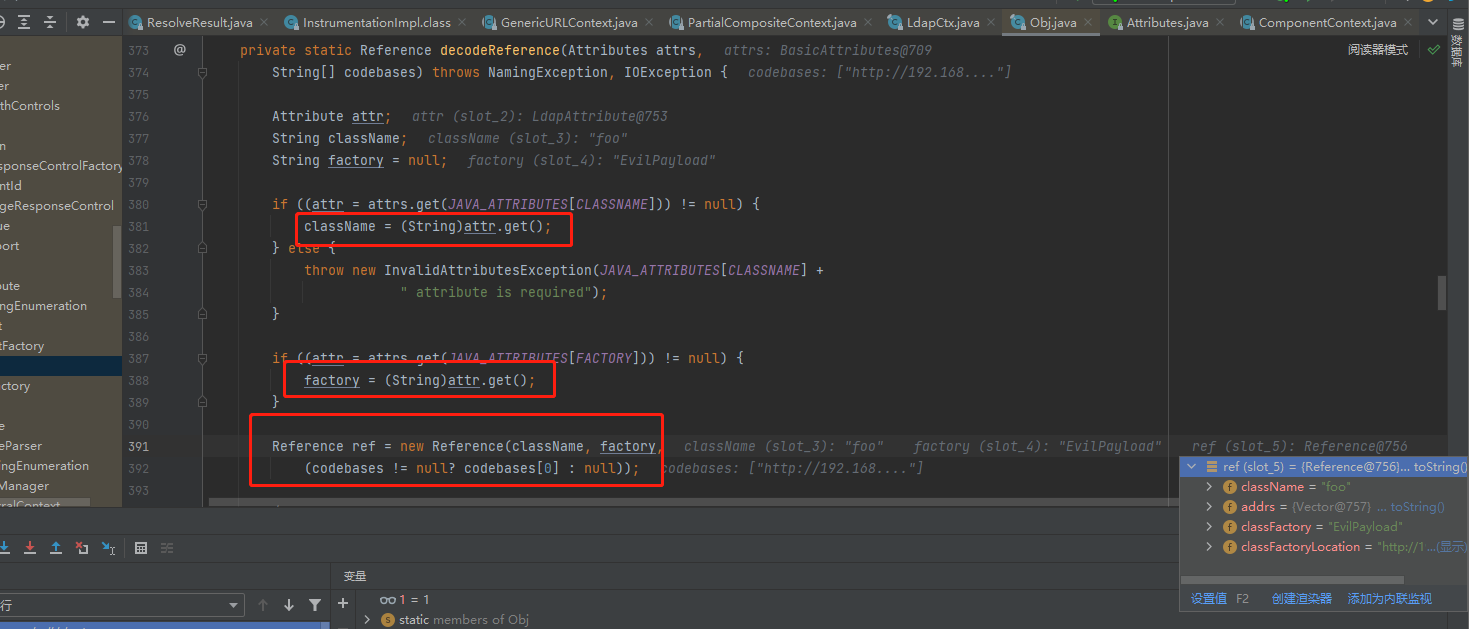 ResolveResult.java InstrumentationImpl.class GenericURLContext.java PartialCompositeContext.java LdapCtx.java Obj.java Attributes.java ComponentContext.java
数据库
阅读器模式
er
er
thControls
n
sponseControlFactory
ntId
geResponseControl
ue
port
oute
ngEnumeration
t
tFactory
ctory
e
eParser
ngEnumeration
Manager
rralContext
373 @ private static Reference decodeReference(Attributes attrs, attrs: BasicAttributes@709
374 String[] codebases) throws NamingException, IOException { codebases: ["http://192.168...."]
375
376 Attribute attr; attr (slot_2): LdapAttribute@753
377 String className; className (slot_3): "foo"
378 String factory = null; factory (slot_4): "EvilPayload"
379
380 if ((attr = attrs.get(JAVA_ATTRIBUTES[CLASSNAME])) != null) {
381 className = (String)attr.get();
382 } else {
383 throw new InvalidAttributesException(JAVA_ATTRIBUTES[CLASSNAME] +
384 " attribute is required");
385 }
386
387 if ((attr = attrs.get(JAVA_ATTRIBUTES[FACTORY])) != null) {
388 factory = (String)attr.get();
389 }
390
391 Reference ref = new Reference(className, factory, className (slot_3): "foo" factory (slot_4): "EvilPayload" ref (slot_5): Reference@756
392 (codebases != null? codebases[0] : null)); codebases: ["http://192.168...."]
393
ref (slot_5) = {Reference@756}... toString()
className = "foo"
addrs = {Vector@757} ... toString()
classFactory = "EvilPayload"
classFactoryLocation = "http://1 ...(显示)
设置值 F2 创建渲染器 添加为内联监视
变量
行
1 = 1
static members of Obj